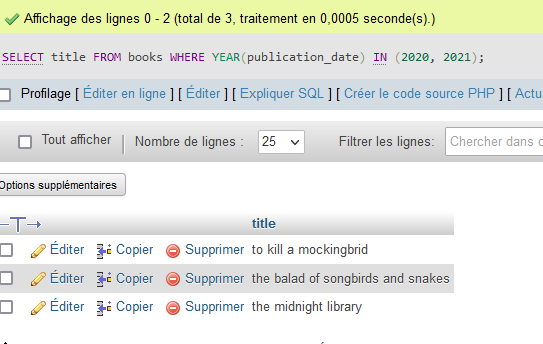 Affichage des lignes 0 - 2 (total de 3, traitement en 0,0005 seconde(s).)
SELECT title FROM books WHERE YEAR(publication_date) IN (2020, 2021);
Profilage [ Éditer en ligne ] [ Éditer ] [ Expliquer SQL ] [ Créer le code source PHP ] [ Actu
Tout afficher | Nombre de lignes : 25 Filtrer les lignes: Chercher dans c
Options supplémentaires
title
Éditer Copier Supprimer to kill a mockingbrid
Éditer Copier Supprimer the balad of songbirds and snakes
Éditer Copier Supprimer the midnight library